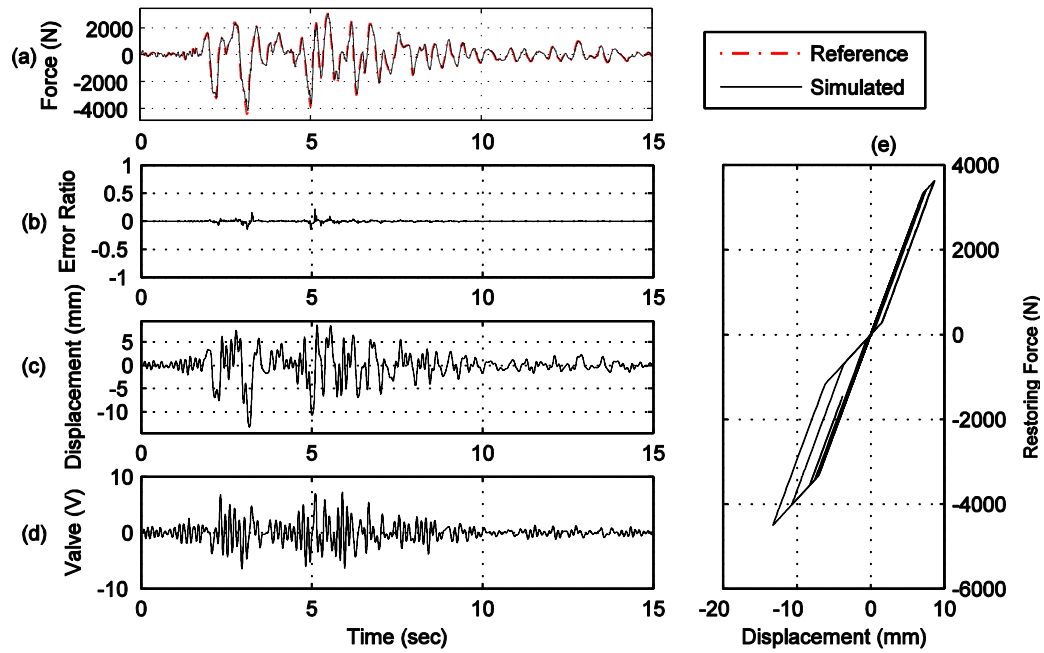 (a)
Force (N)
2000
0
-2000
-4000
0 5 10 15
Reference
Simulated
(b)
Error Ratio
1
0.5
0
-0.5
-1
0 5 10 15
(c)
Displacement (mm)
5
0
-5
-10
0 5 10 15
(d)
Valve (V)
10
0
-10
0 5 10 15
Time (sec)
(e)
4000
2000
0
-2000
-4000
-6000
Restoring Force (N)
-20 -10 0 10
Displacement (mm)